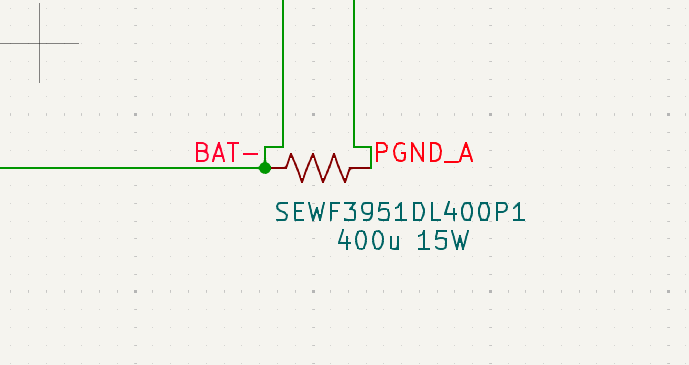 BAT-
PGND_A
SEWF3951DL400P1
400u 15W